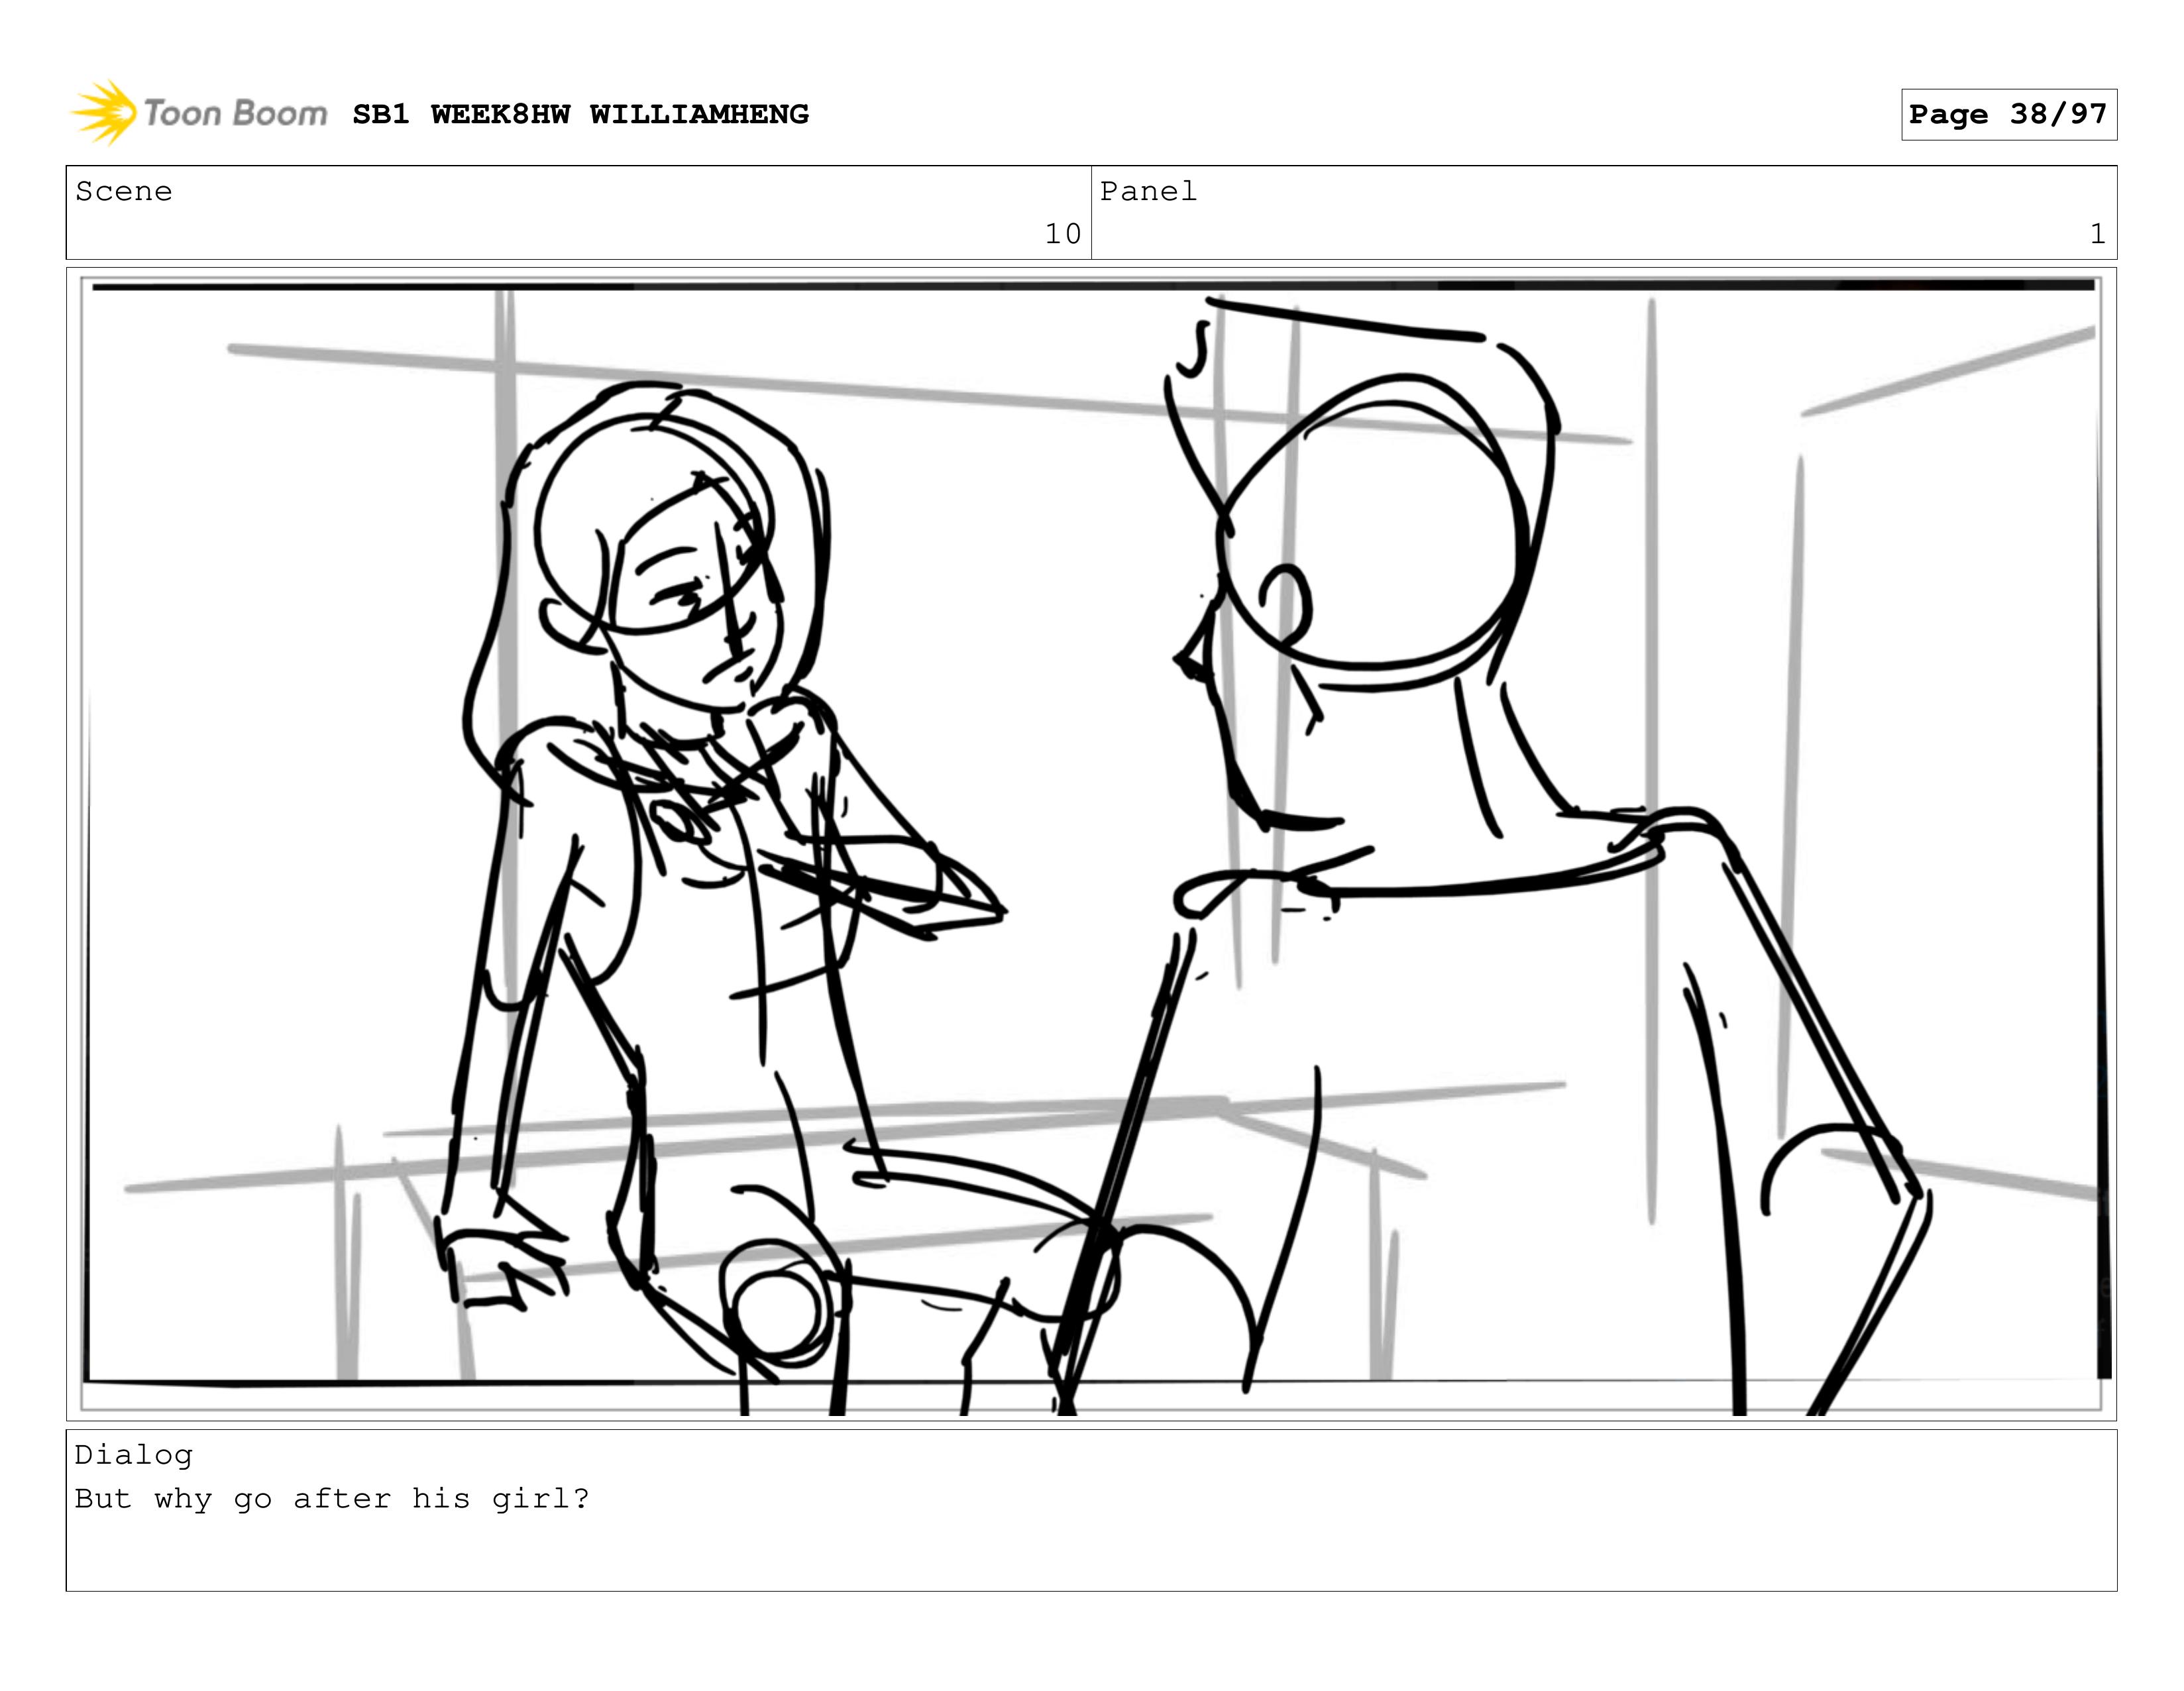 Toon Boom SB1 WEEK8HW WILLIAMHENG
Page 38/97
Scene
10
Panel
1
Dialog
But why go after his girl?